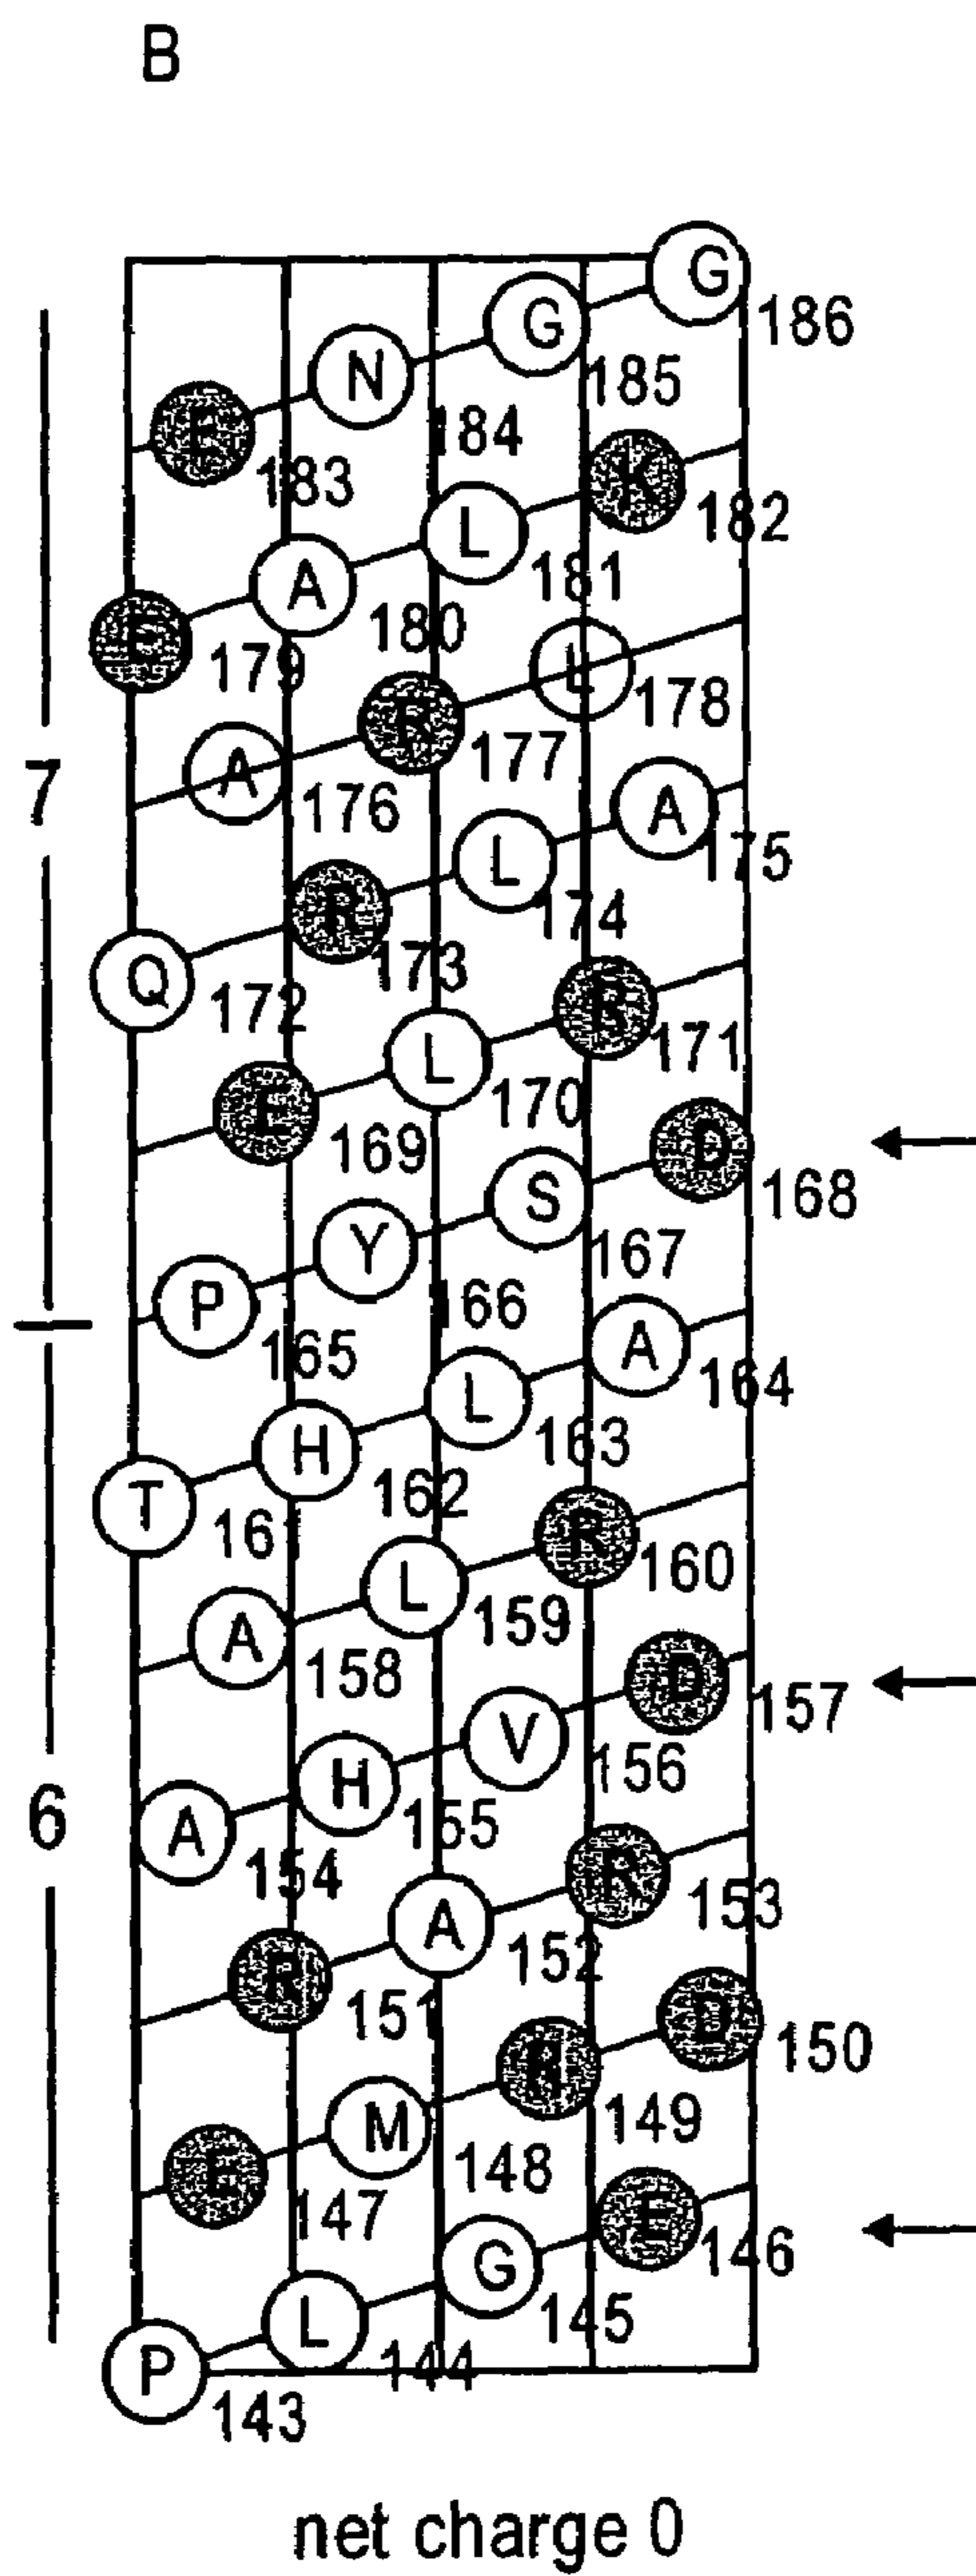 B
G
186
G
185
N
184
E
183
K
182
L
181
A
180
E
179
L
178
R
177
A
176
7
A
175
L
174
R
173
Q
172
R
171
L
170
E
169
D
168
S
167
Y
166
P
165
A
164
L
163
H
162
T
161
R
160
L
159
A
158
D
157
V
156
H
155
A
154
6
R
153
A
152
R
151
D
150
R
149
M
148
E
147
E
146
G
145
L
144
P
143
net charge 0